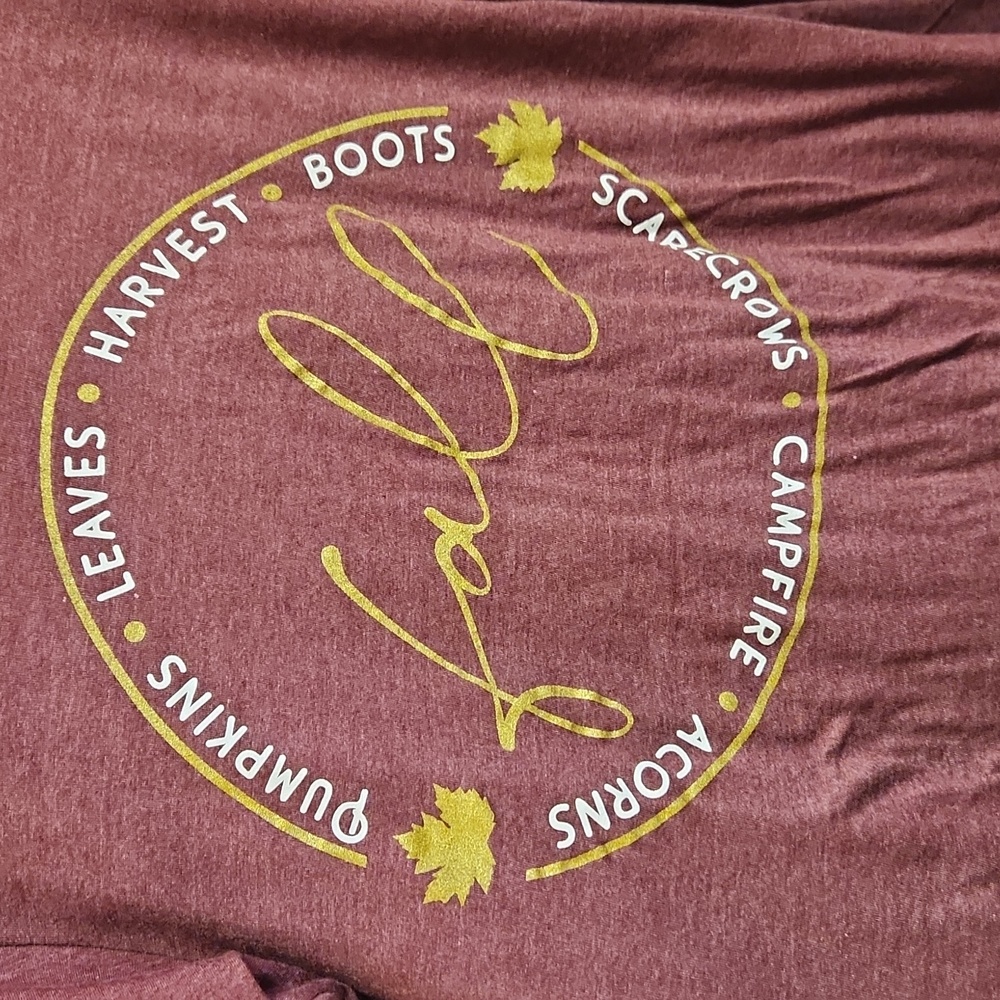 PUMPKINS • LEAVES • HARVEST • BOOTS
fall
SCARECROWS • CAMPFIRE • ACORNS